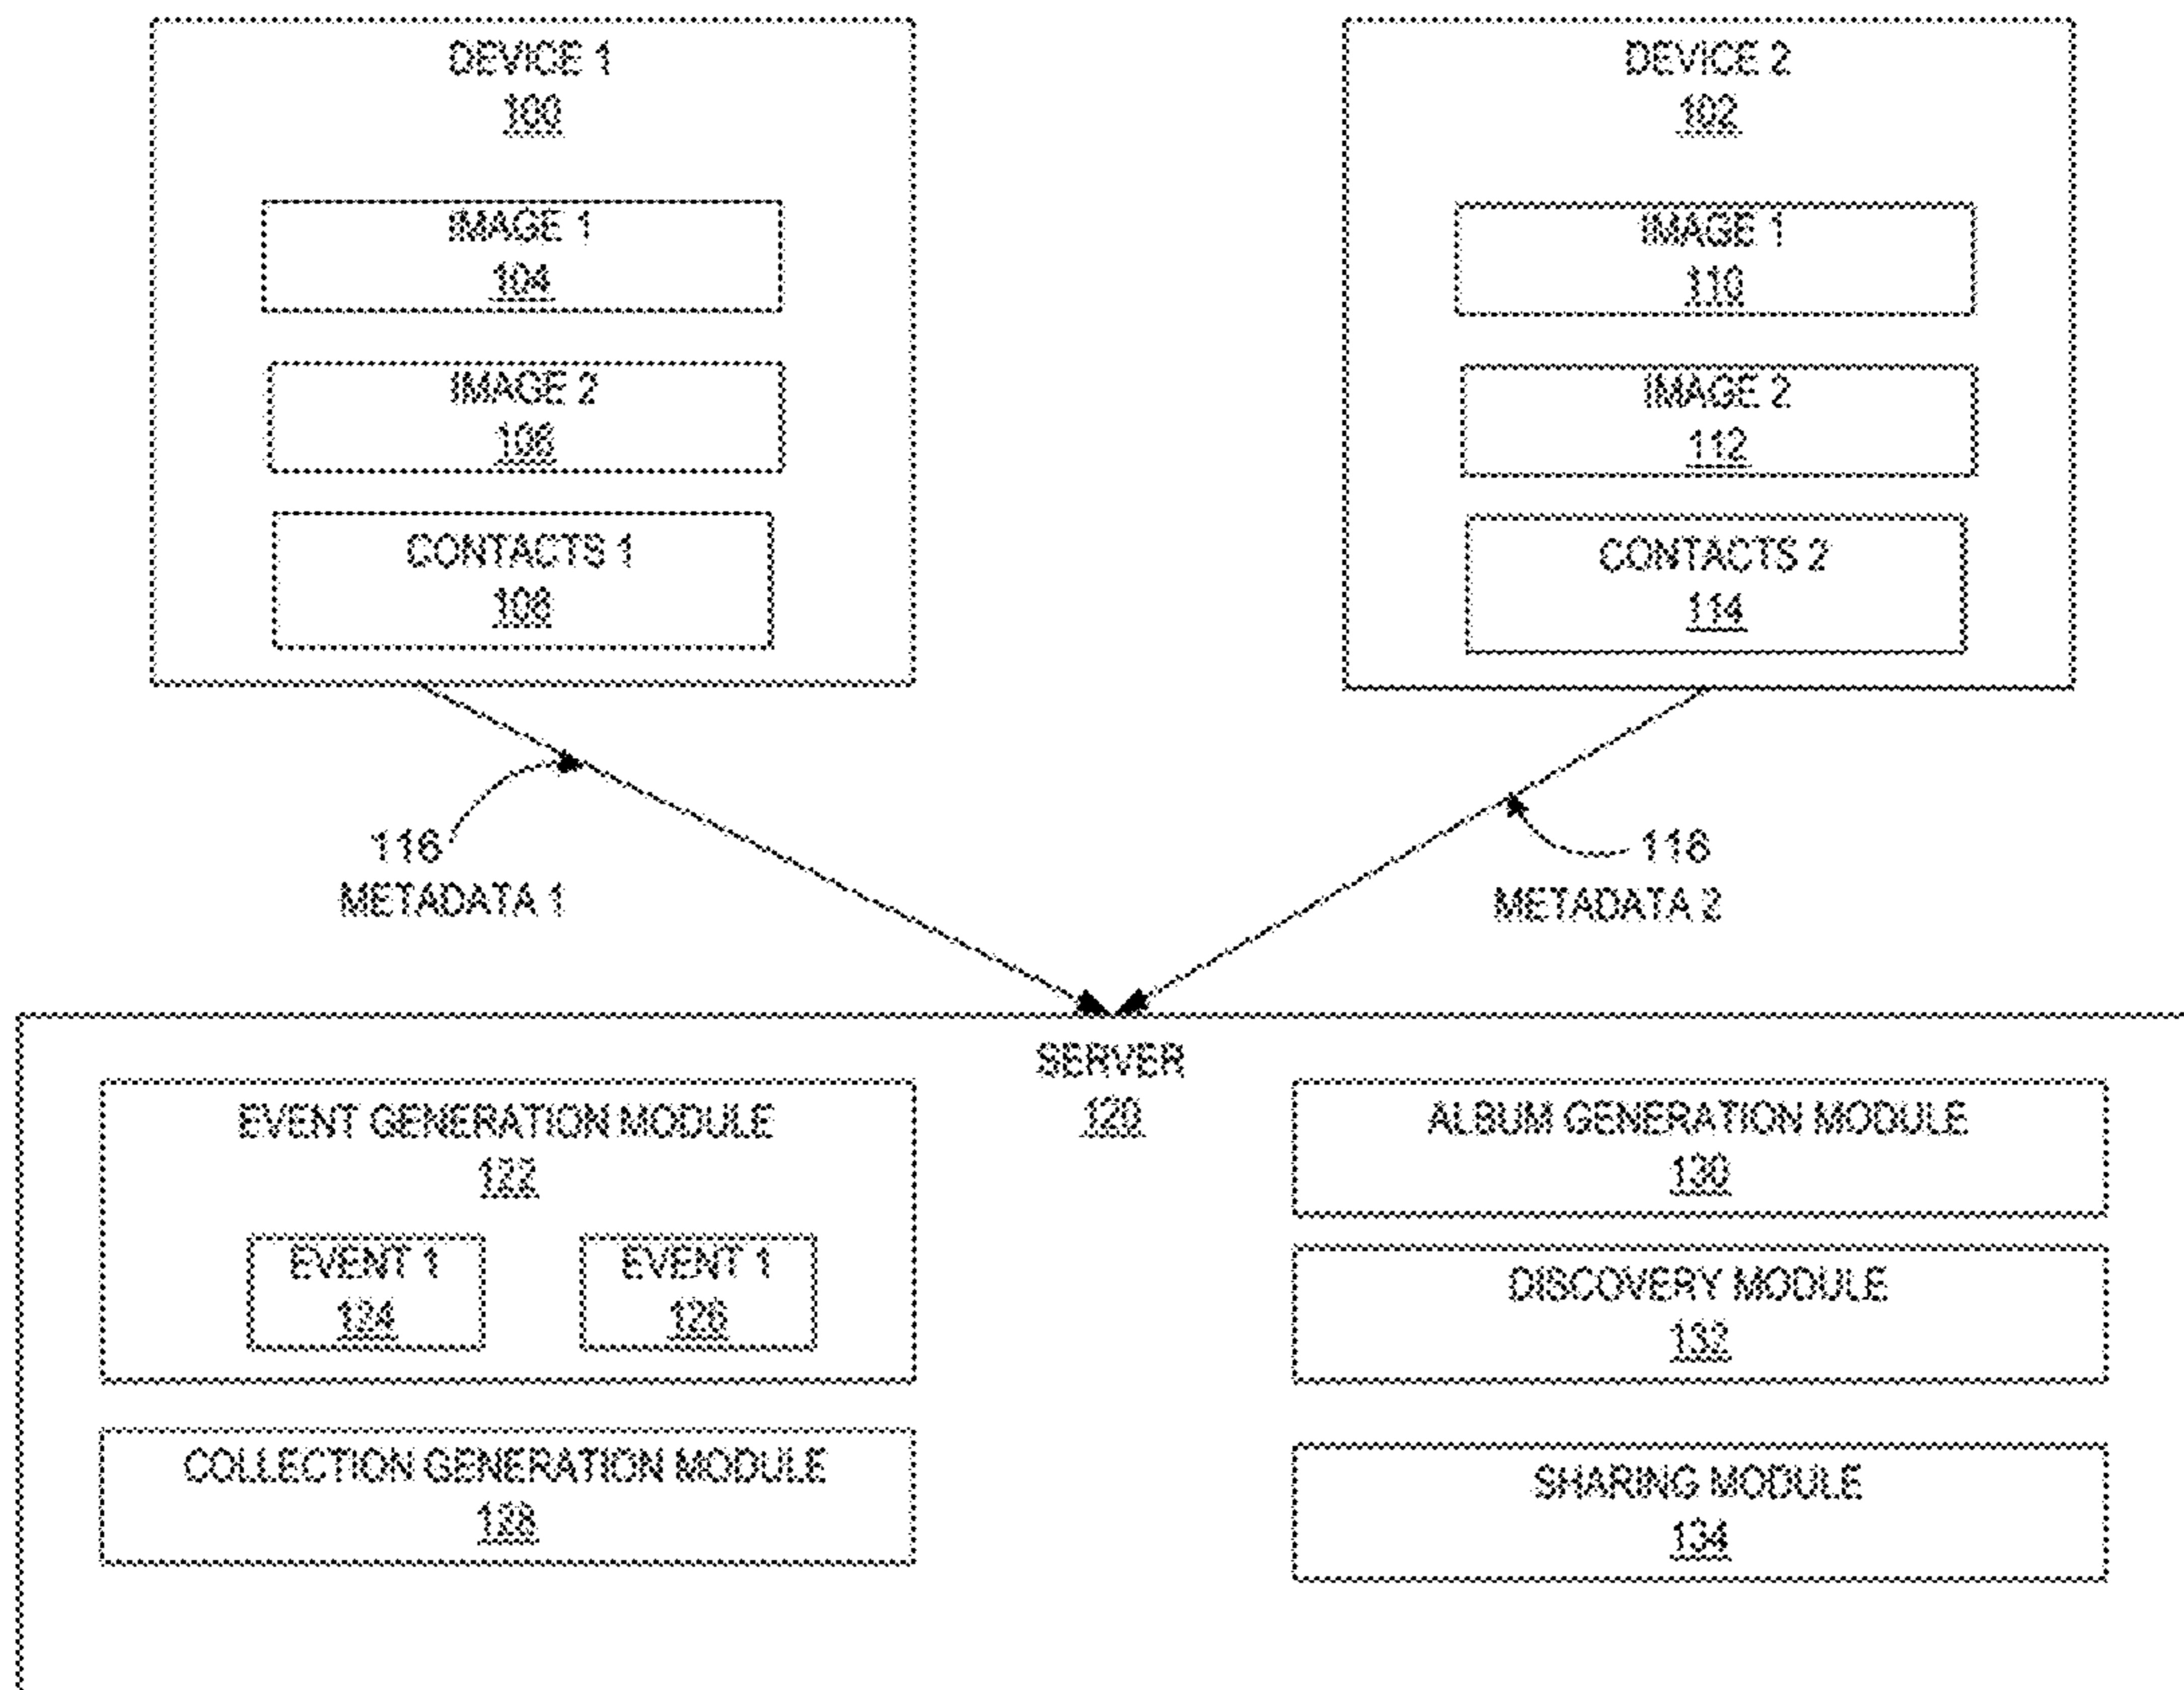 DEVICE 1
100
IMAGE 1
104
IMAGE 2
106
CONTACTS 1
108
DEVICE 2
102
IMAGE 1
110
IMAGE 2
112
CONTACTS 2
114
116
METADATA 1
118
METADATA 2
SERVER
120
EVENT GENERATION MODULE
122
EVENT 1
124
EVENT 1
126
COLLECTION GENERATION MODULE
128
ALBUM GENERATION MODULE
130
DISCOVERY MODULE
132
SHARING MODULE
134